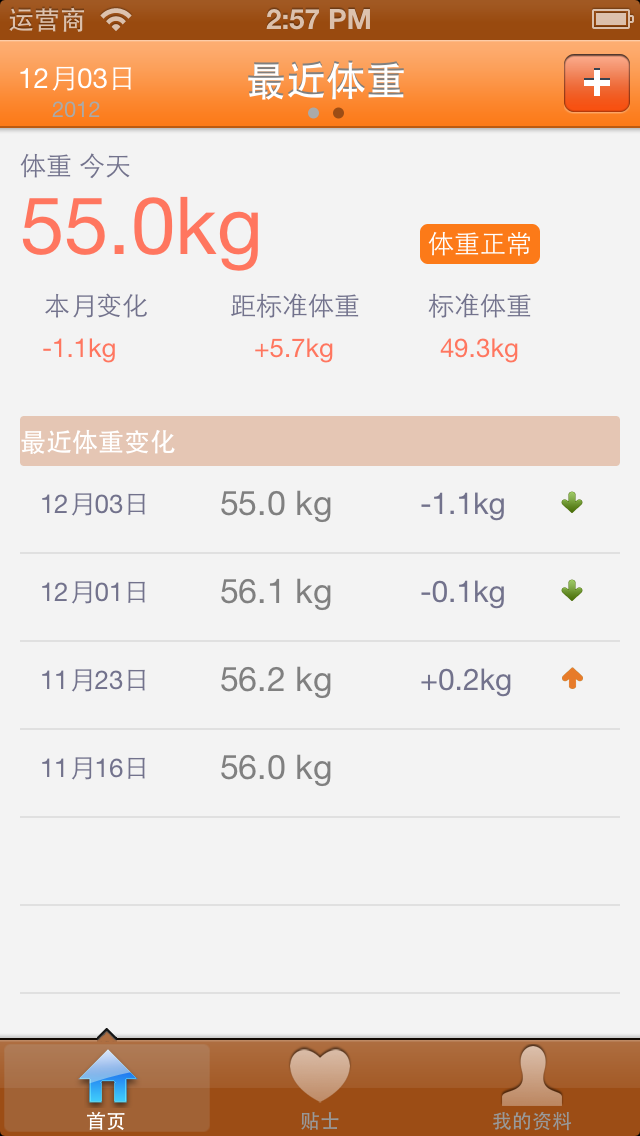 运营商 2:57 PM
12月03日 最近体重
2012
体重 今天
55.0kg
体重正常
本月变化 距标准体重 标准体重
-1.1kg +5.7kg 49.3kg
最近体重变化
12月03日 55.0 kg -1.1kg
12月01日 56.1 kg -0.1kg
11月23日 56.2 kg +0.2kg
11月16日 56.0 kg
首页 贴士 我的资料